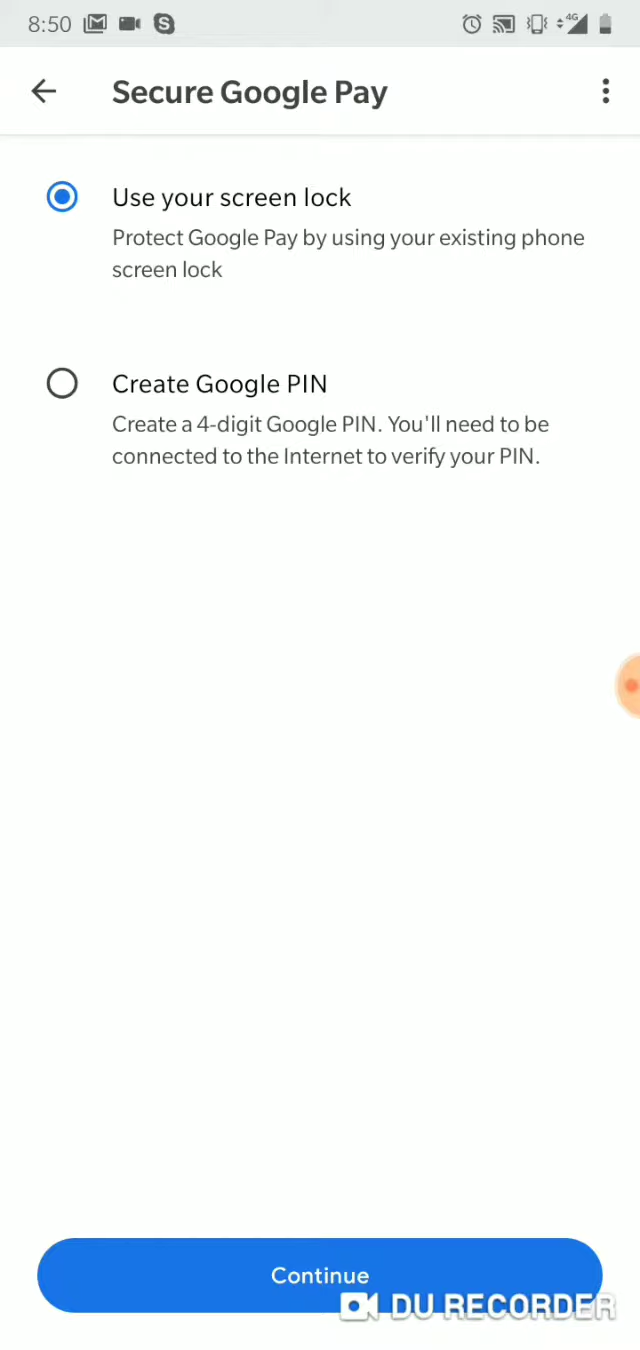 8:50
4G
Secure Google Pay
Use your screen lock
Protect Google Pay by using your existing phone
screen lock
Create Google PIN
Create a 4-digit Google PIN. You'll need to be
connected to the Internet to verify your PIN.
Continue
DU RECORDER